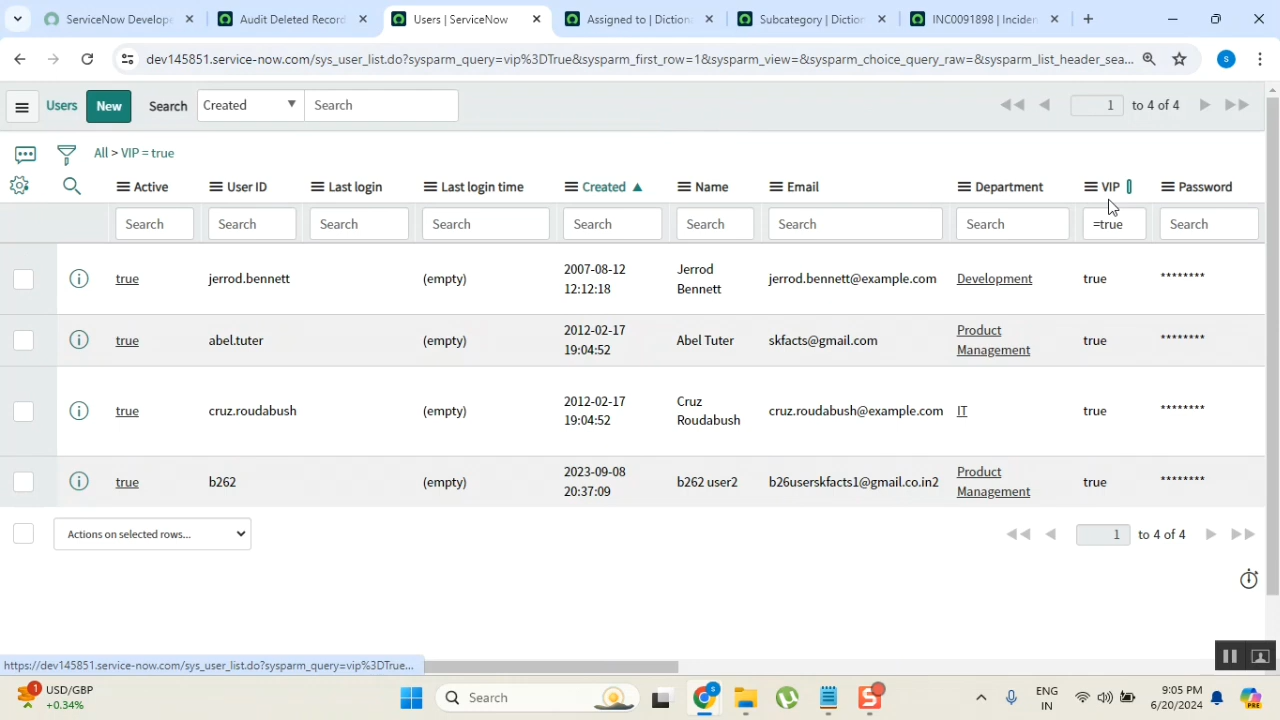 ServiceNow Develope
Audit Deleted Record
Users | ServiceNow
Assigned to | Diction
Subcategory | Diction
INC0091898 | Inciden
dev145851.service-now.com/sys_user_list.do?sysparm_query=vip%3DTrue&sysparm_first_row=1&sysparm_view=&sysparm_choice_query_raw=&sysparm_list_header_sea...
s
Users
New
Search
Created
Search
1
to 4 of 4
All > VIP = true
Active
User ID
Last login
Last login time
Created
Name
Email
Department
VIP
Password
Search
Search
Search
Search
Search
Search
Search
Search
=true
Search
true
jerrod.bennett
(empty)
2007-08-12
12:12:18
Jerrod
Bennett
jerrod.bennett@example.com
Development
true
********
true
abel.tuter
(empty)
2012-02-17
19:04:52
Abel Tuter
skfacts@gmail.com
Product
Management
true
********
true
cruz.roudabush
(empty)
2012-02-17
19:04:52
Cruz
Roudabush
cruz.roudabush@example.com
IT
true
********
true
b262
(empty)
2023-09-08
20:37:09
b262 user2
b26userskfacts1@gmail.co.in2
Product
Management
true
********
Actions on selected rows...
1
to 4 of 4
https://dev145851.service-now.com/sys_user_list.do?sysparm_query=vip%3DTrue...
1
USD/GBP
+0.34%
Search
ENG
IN
9:05 PM
6/20/2024
PRE